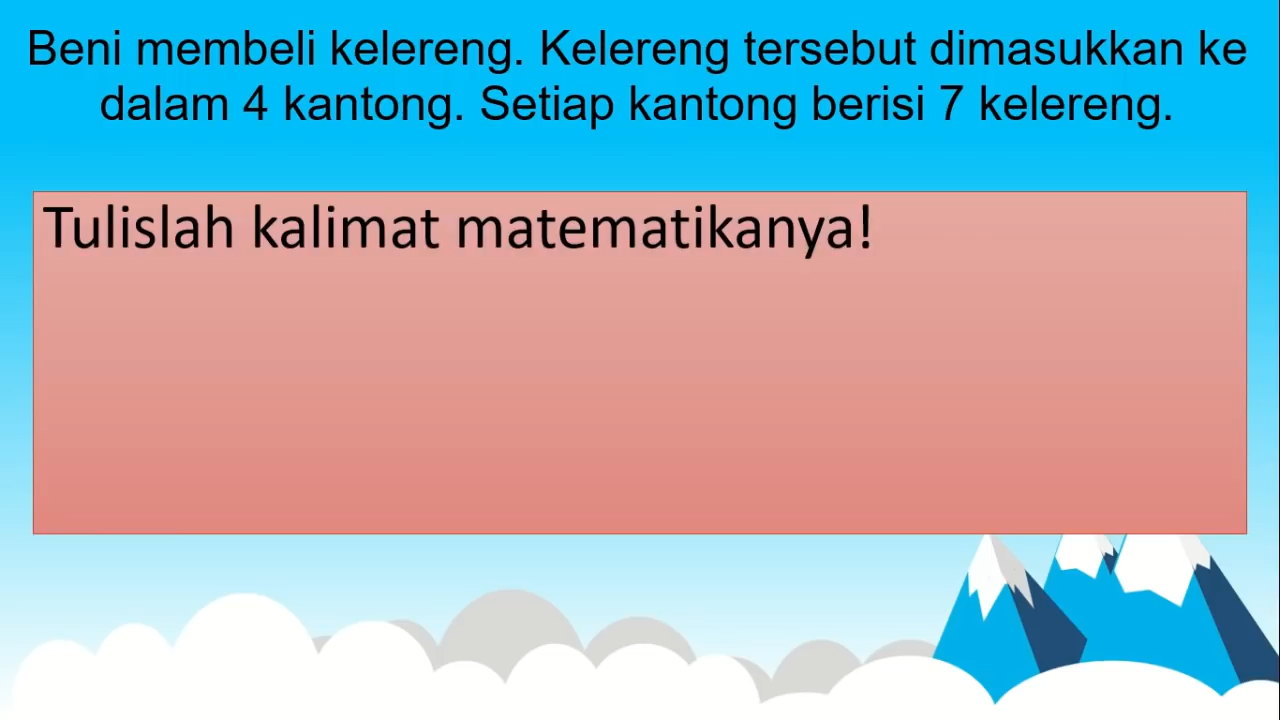 Beni membeli kelereng. Kelereng tersebut dimasukkan ke
dalam 4 kantong. Setiap kantong berisi 7 kelereng.
Tulislah kalimat matematikanya!